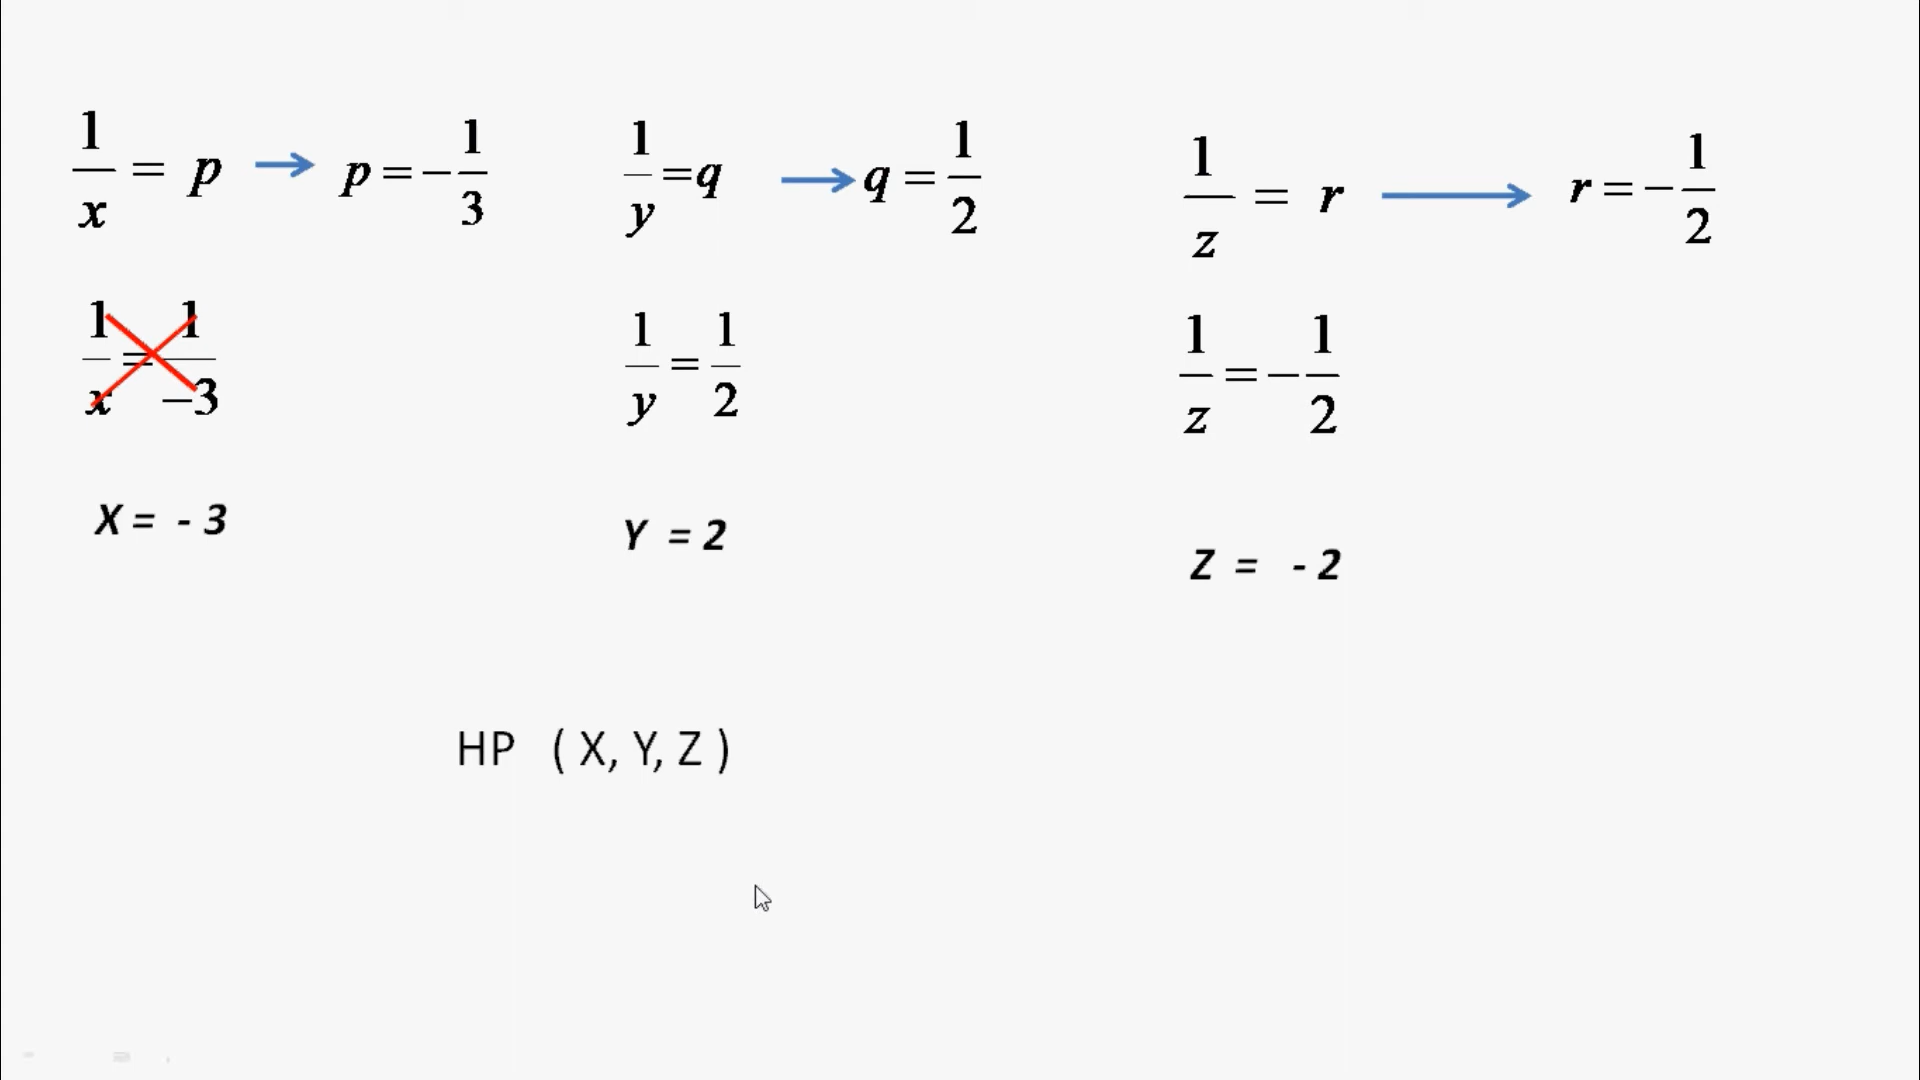 1/x = p → p = −1/3
1/y = q → q = 1/2
1/z = r → r = −1/2
1/x = 1/−3
1/y = 1/2
1/z = −1/2
X = - 3
Y = 2
Z = - 2
HP ( X, Y, Z )